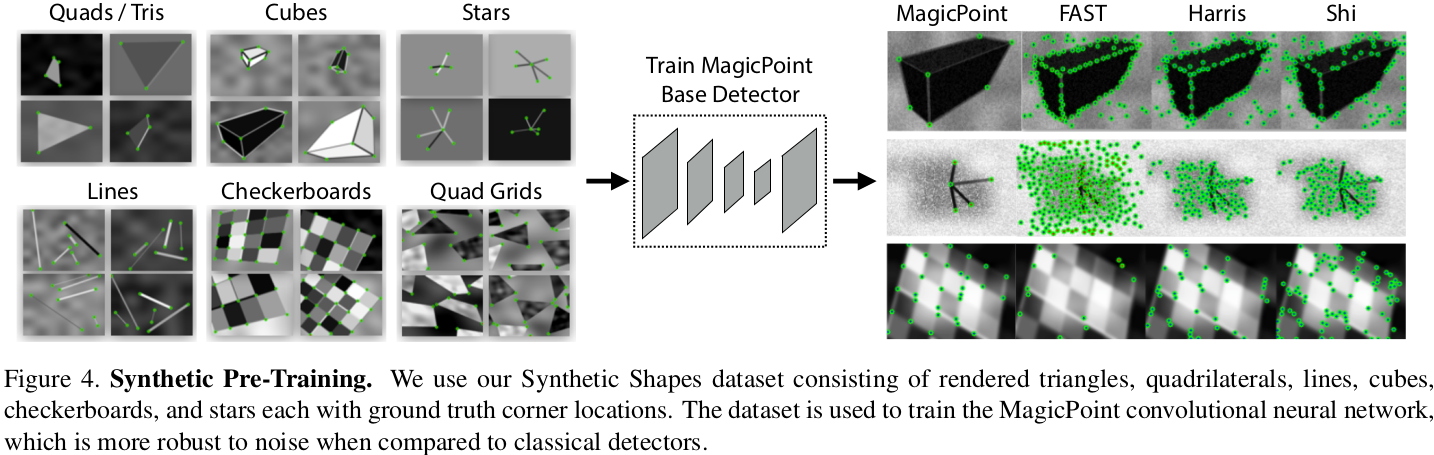 Quads / Tris
Cubes
Stars
Lines
Checkerboards
Quad Grids
Train MagicPoint
Base Detector
MagicPoint
FAST
Harris
Shi
Figure 4. Synthetic Pre-Training. We use our Synthetic Shapes dataset consisting of rendered triangles, quadrilaterals, lines, cubes,
checkerboards, and stars each with ground truth corner locations. The dataset is used to train the MagicPoint convolutional neural network,
which is more robust to noise when compared to classical detectors.